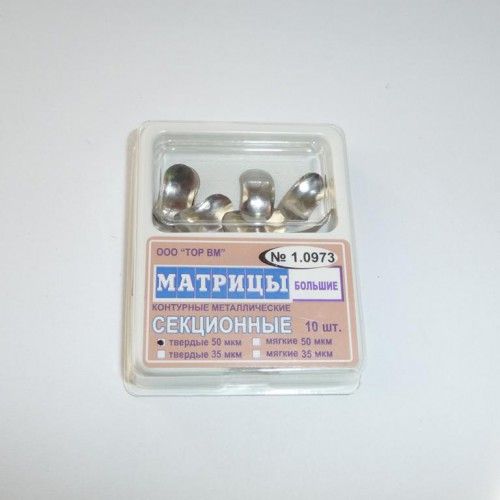 ООО "ТОР ВМ"
№ 1.0973
МАТРИЦЫ
БОЛЬШИЕ
КОНТУРНЫЕ МЕТАЛЛИЧЕСКИЕ
СЕКЦИОННЫЕ 10 шт.
твердые 50 мкм мягкие 50 мкм
твердые 35 мкм мягкие 35 мкм